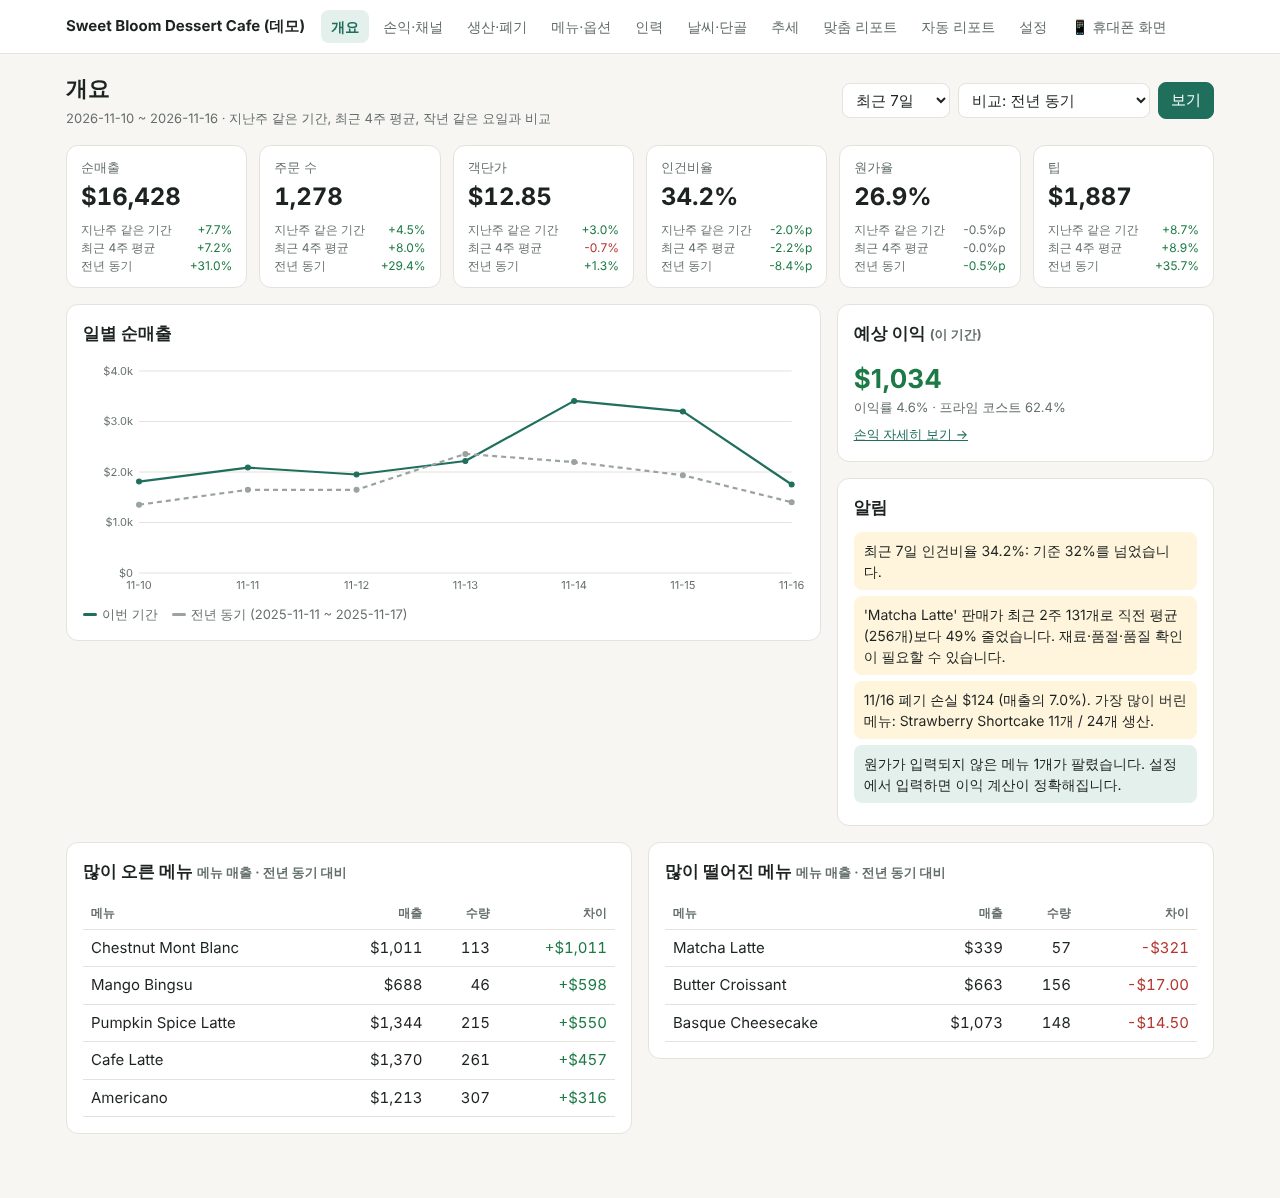 Sweet Bloom Dessert Cafe (데모) 개요 손익·채널 생산·폐기 메뉴·옵션 인력 날씨·단골 추세 맞춤 리포트 자동 리포트 설정 📱 휴대폰 화면
개요
최근 7일 비교: 전년 동기 보기
2026-11-10 ~ 2026-11-16 · 지난주 같은 기간, 최근 4주 평균, 작년 같은 요일과 비교
순매출
$16,428
지난주 같은 기간 +7.7%
최근 4주 평균 +7.2%
전년 동기 +31.0%
주문 수
1,278
지난주 같은 기간 +4.5%
최근 4주 평균 +8.0%
전년 동기 +29.4%
객단가
$12.85
지난주 같은 기간 +3.0%
최근 4주 평균 -0.7%
전년 동기 +1.3%
인건비율
34.2%
지난주 같은 기간 -2.0%p
최근 4주 평균 -2.2%p
전년 동기 -8.4%p
원가율
26.9%
지난주 같은 기간 -0.5%p
최근 4주 평균 -0.0%p
전년 동기 -0.5%p
팁
$1,887
지난주 같은 기간 +8.7%
최근 4주 평균 +8.9%
전년 동기 +35.7%
일별 순매출
$4.0k
$3.0k
$2.0k
$1.0k
$0
11-10 11-11 11-12 11-13 11-14 11-15 11-16
이번 기간 전년 동기 (2025-11-11 ~ 2025-11-17)
예상 이익 (이 기간)
$1,034
이익률 4.6% · 프라임 코스트 62.4%
손익 자세히 보기 →
알림
최근 7일 인건비율 34.2%: 기준 32%를 넘었습니
다.
'Matcha Latte' 판매가 최근 2주 131개로 직전 평균
(256개)보다 49% 줄었습니다. 재료·품절·품질 확인
이 필요할 수 있습니다.
11/16 폐기 손실 $124 (매출의 7.0%). 가장 많이 버린
메뉴: Strawberry Shortcake 11개 / 24개 생산.
원가가 입력되지 않은 메뉴 1개가 팔렸습니다. 설정
에서 입력하면 이익 계산이 정확해집니다.
많이 오른 메뉴 메뉴 매출 · 전년 동기 대비
메뉴 매출 수량 차이
Chestnut Mont Blanc $1,011 113 +$1,011
Mango Bingsu $688 46 +$598
Pumpkin Spice Latte $1,344 215 +$550
Cafe Latte $1,370 261 +$457
Americano $1,213 307 +$316
많이 떨어진 메뉴 메뉴 매출 · 전년 동기 대비
메뉴 매출 수량 차이
Matcha Latte $339 57 -$321
Butter Croissant $663 156 -$17.00
Basque Cheesecake $1,073 148 -$14.50